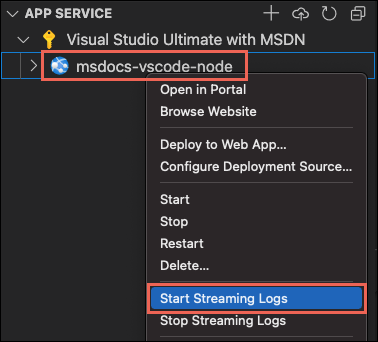 APP SERVICE
Visual Studio Ultimate with MSDN
msdocs-vscode-node
Open in Portal
Browse Website
Deploy to Web App...
Configure Deployment Source...
Start
Stop
Restart
Delete...
Start Streaming Logs
Stop Streaming Logs